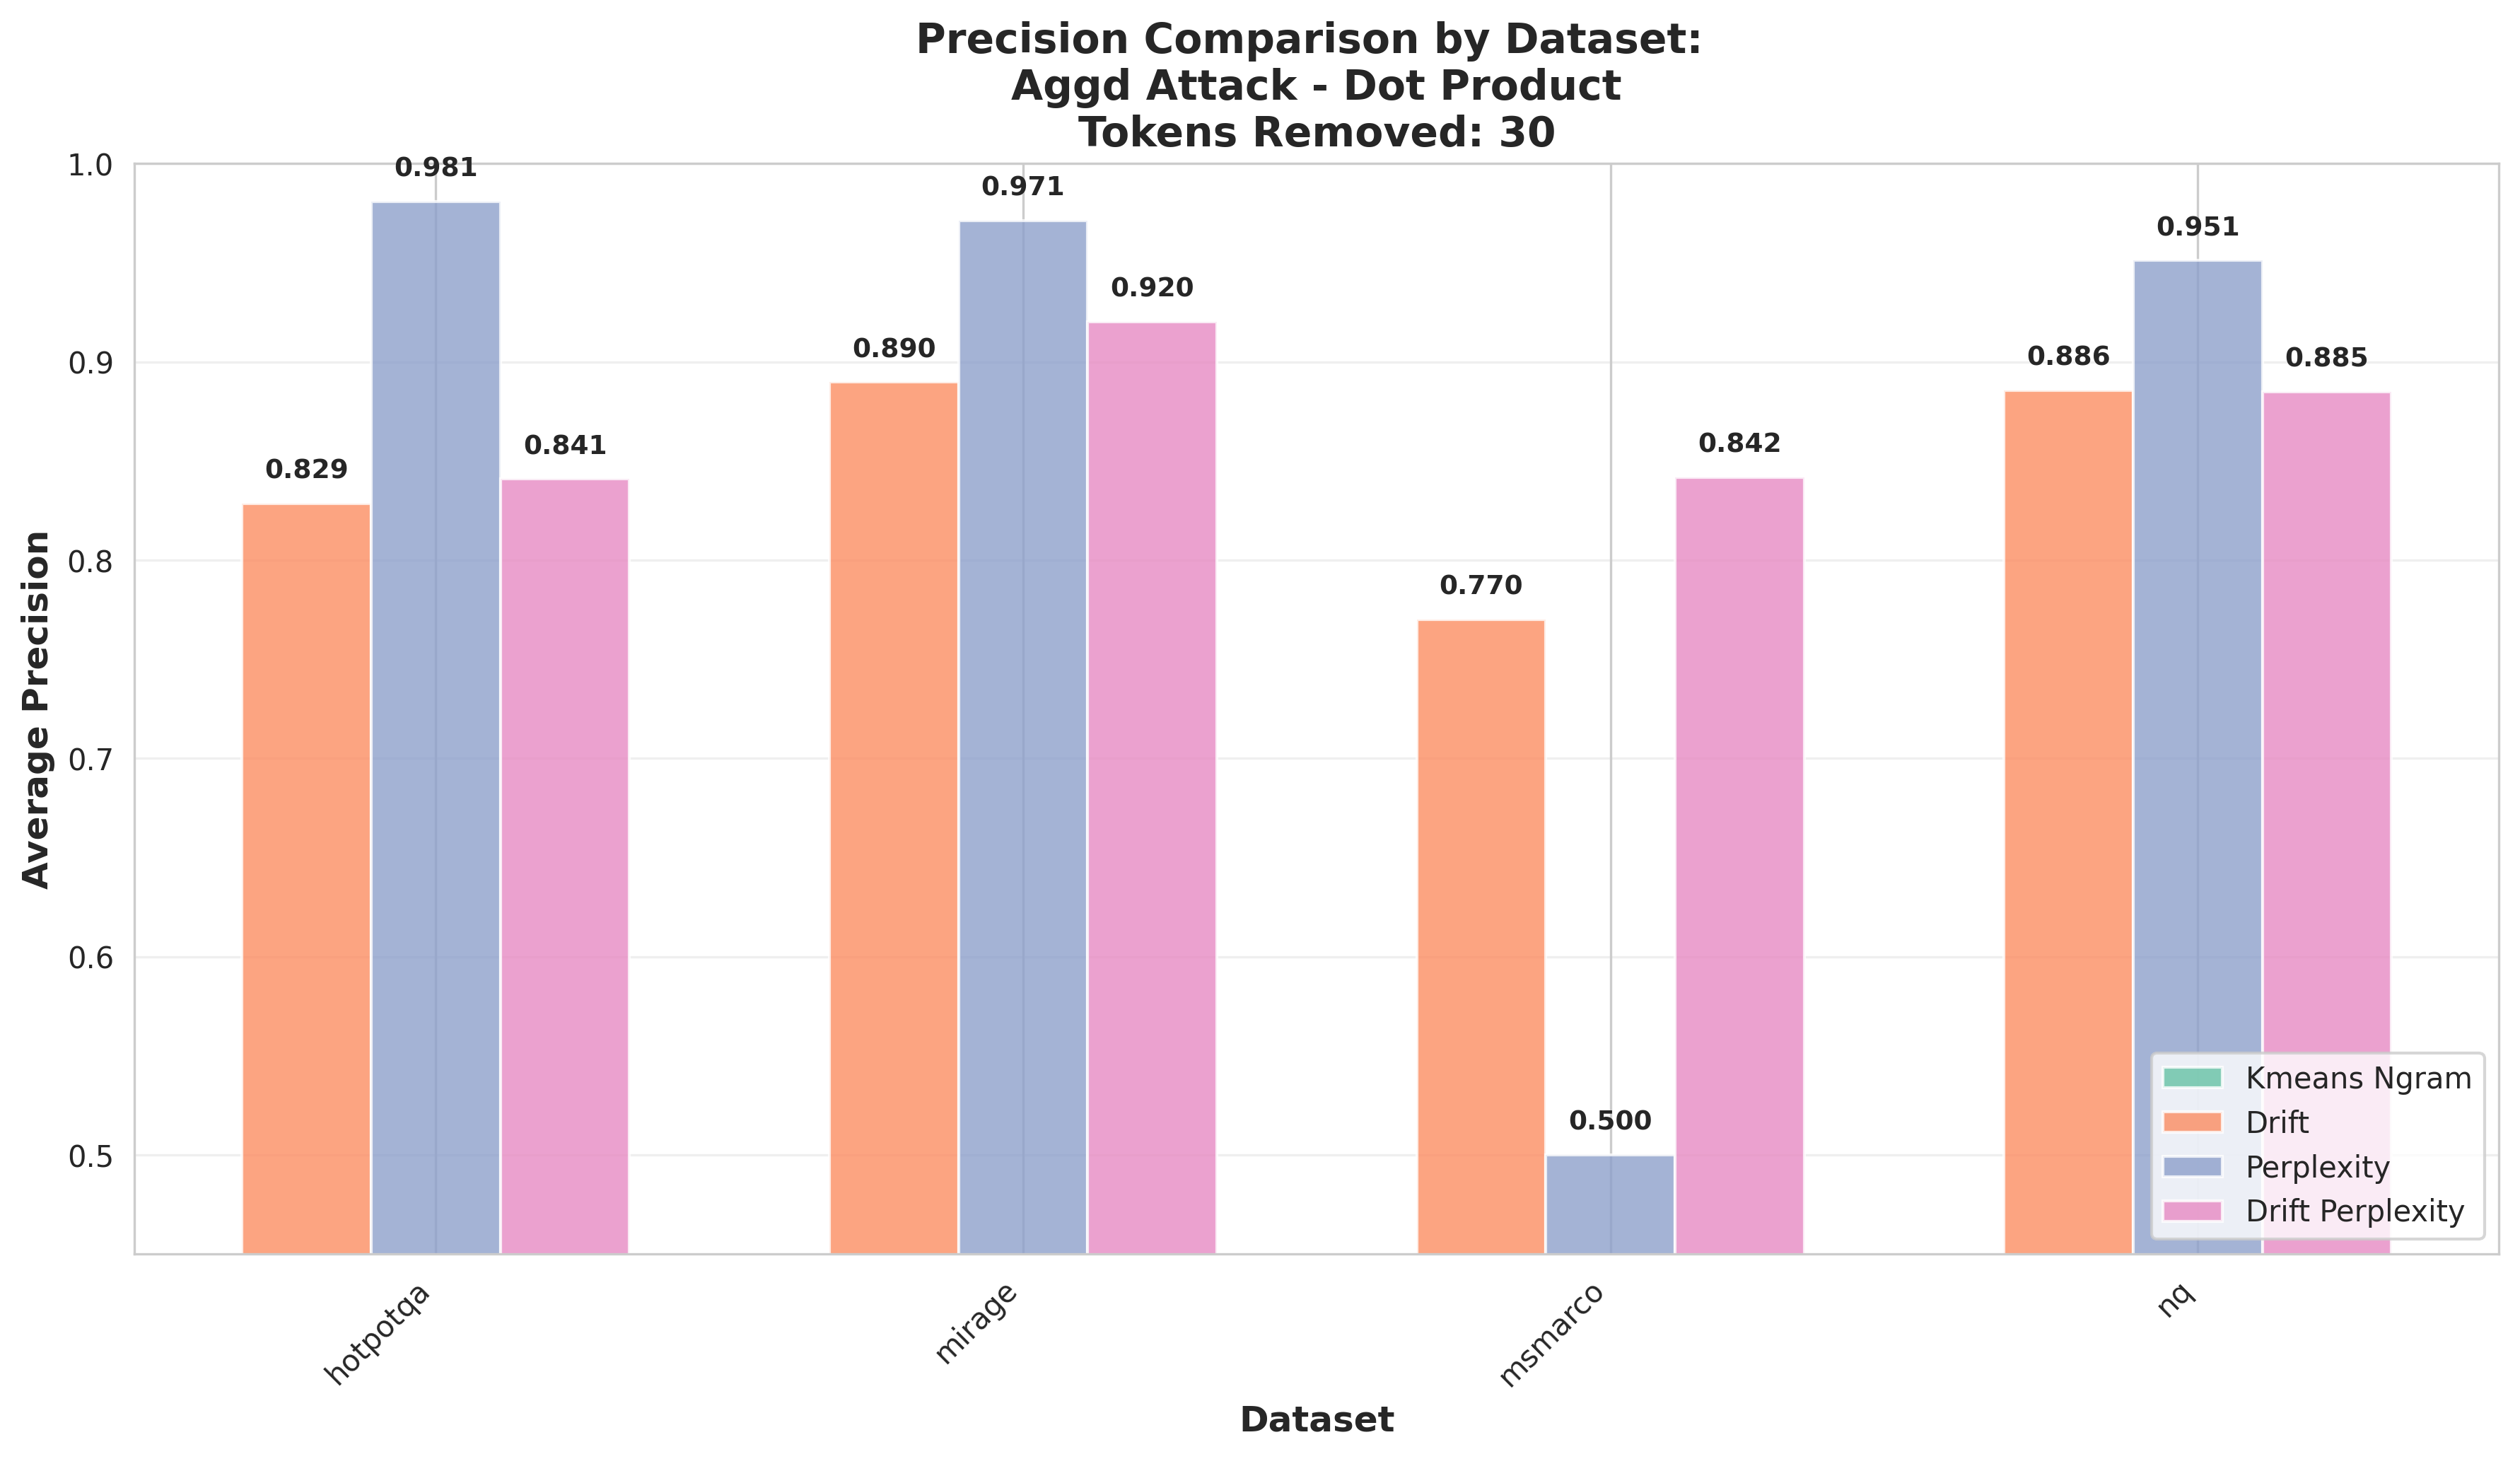 Precision Comparison by Dataset:
Aggd Attack - Dot Product
Tokens Removed: 30
Average Precision
1.0
0.9
0.8
0.7
0.6
0.5
0.829
0.981
0.841
0.890
0.971
0.920
0.770
0.500
0.842
0.886
0.951
0.885
Kmeans Ngram
Drift
Perplexity
Drift Perplexity
hotpotqa
mirage
msmarco
nq
Dataset